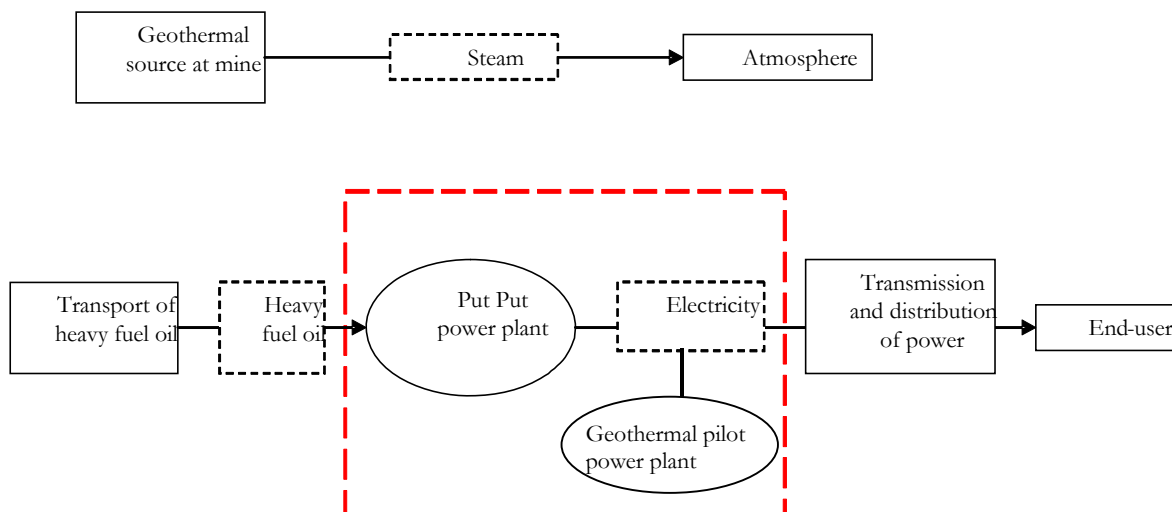 Geothermal
source at mine
Steam
Atmosphere
Transport of
heavy fuel oil
Heavy
fuel oil
Put Put
power plant
Electricity
Transmission
and distribution
of power
End-user
Geothermal pilot
power plant